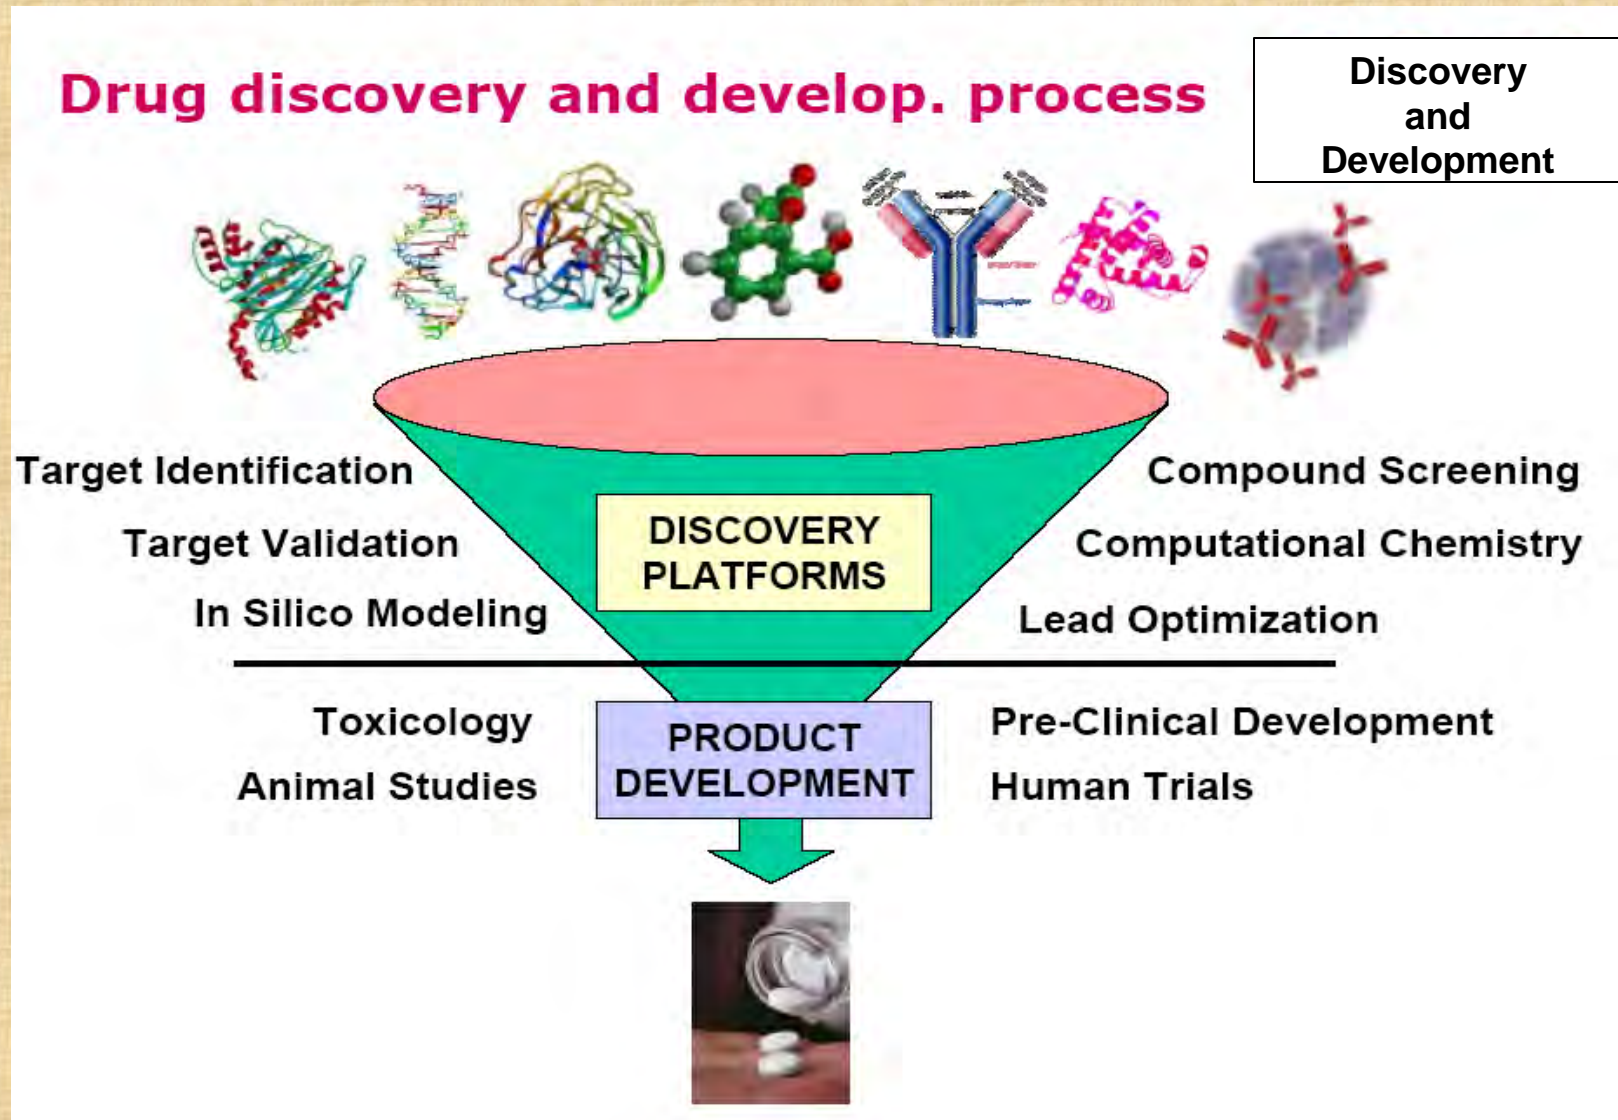 Drug discovery and develop. process
Discovery
and
Development
Target Identification
Target Validation
In Silico Modeling
DISCOVERY
PLATFORMS
Compound Screening
Computational Chemistry
Lead Optimization
Toxicology
Animal Studies
PRODUCT
DEVELOPMENT
Pre-Clinical Development
Human Trials